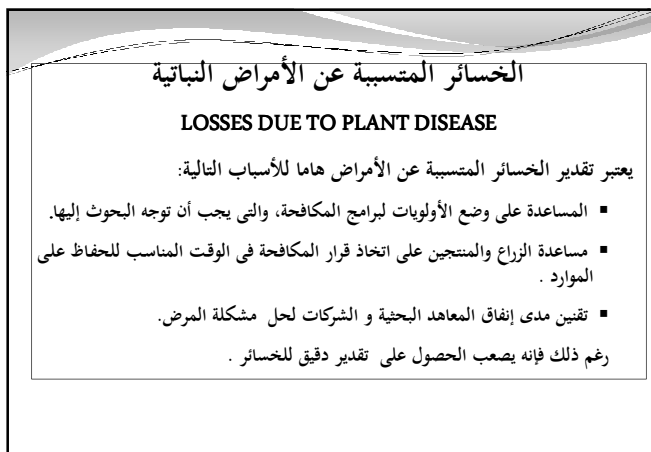 الخسائر المتسببة عن الأمراض النباتية
LOSSES DUE TO PLANT DISEASE
يعتبر تقدير الخسائر المتسببة عن الأمراض هاما للأسباب التالية:
▪ المساعدة على وضع الأولويات لبرامج المكافحة، والتى يجب أن توجه البحوث إليها.
▪ مساعدة الزراع والمنتجين على اتخاذ قرار المكافحة فى الوقت المناسب للحفاظ على
الموارد .
▪ تقنين مدى إنفاق المعاهد البحثية و الشركات لحل مشكلة المرض.
رغم ذلك فإنه يصعب الحصول على تقدير دقيق للخسائر .